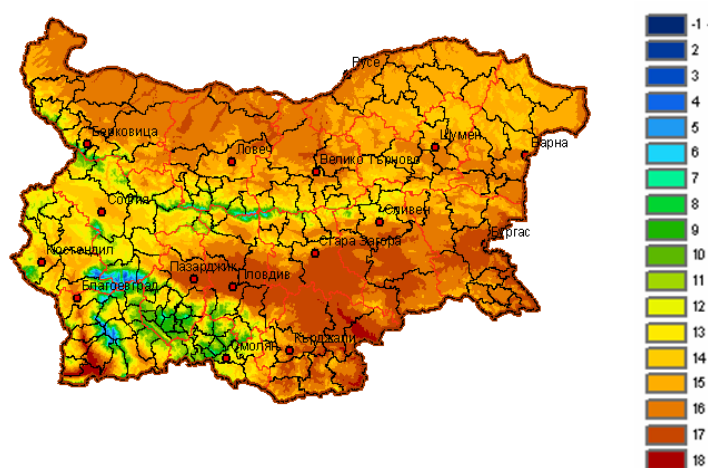 Русе
Берковица
Шумен
Варна
Ловеч
Велико Търново
София
Сливен
Бургас
Кюстендил
Стара Загора
Пазарджик
Пловдив
Благоевград
Смолян
Кърджали
-1
2
3
4
5
6
7
8
9
10
11
12
13
14
15
16
17
18